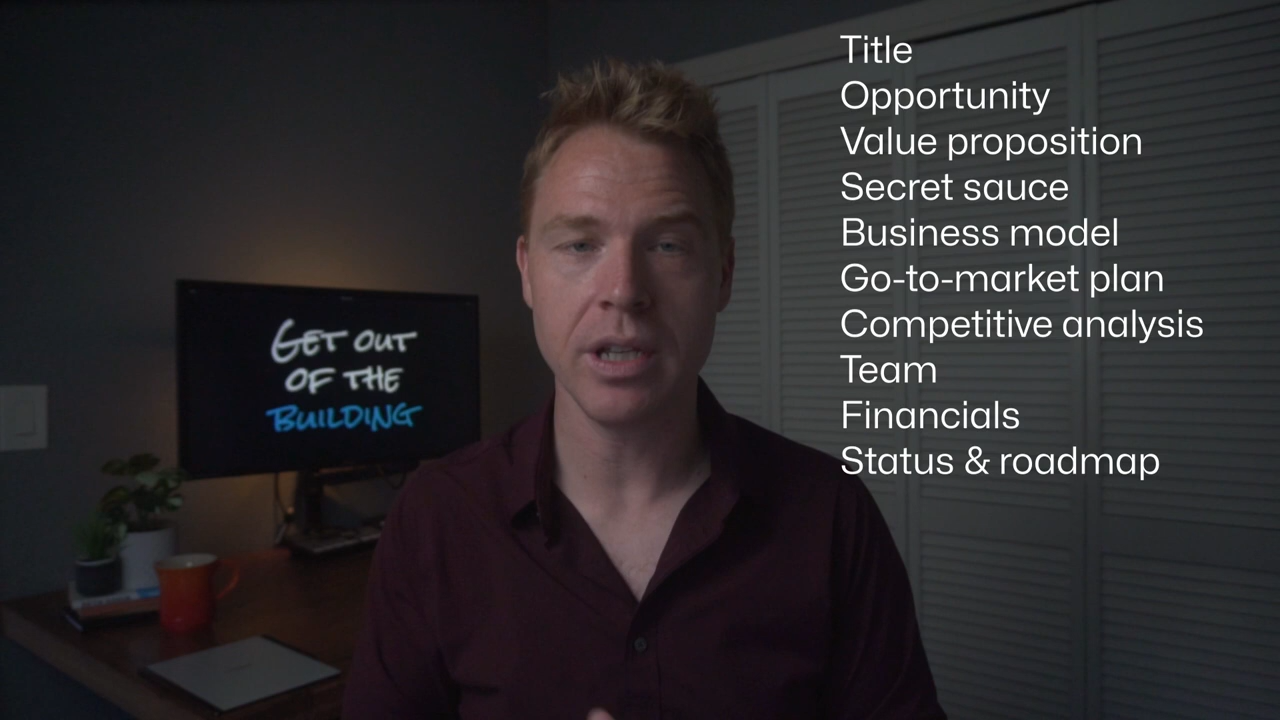 GET OUT
OF THE
BUILDING
Title
Opportunity
Value proposition
Secret sauce
Business model
Go-to-market plan
Competitive analysis
Team
Financials
Status & roadmap